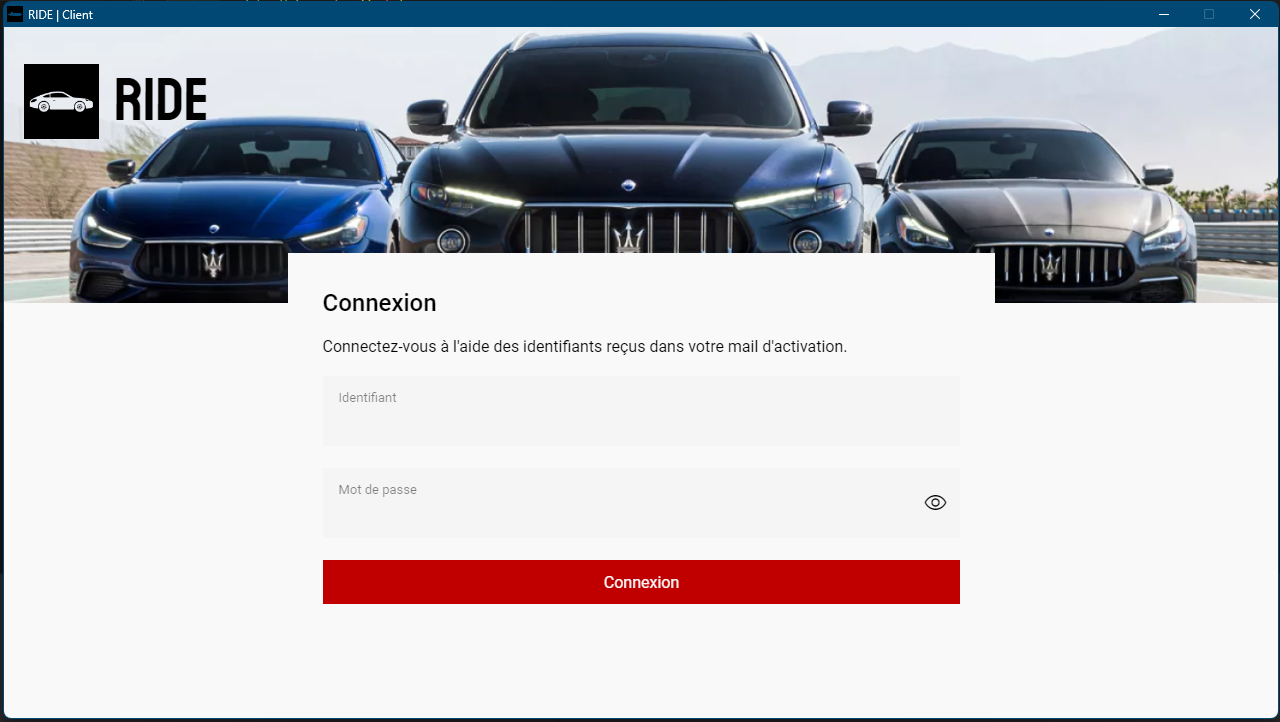 RIDE | Client
RIDE
Connexion
Connectez-vous à l'aide des identifiants reçus dans votre mail d'activation.
Identifiant
Mot de passe
Connexion